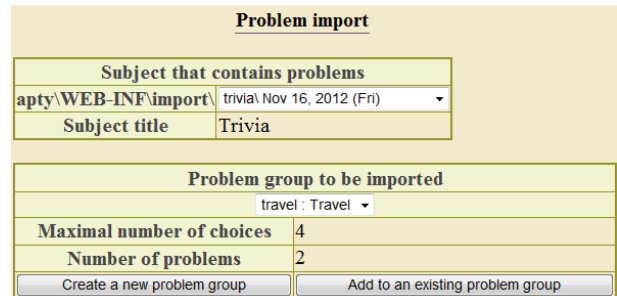 Problem import
Subject that contains problems
apty\WEB-INF\import\ trivia\ Nov 16, 2012 (Fri)
Subject title Trivia
Problem group to be imported
travel : Travel
Maximal number of choices 4
Number of problems 2
Create a new problem group Add to an existing problem group